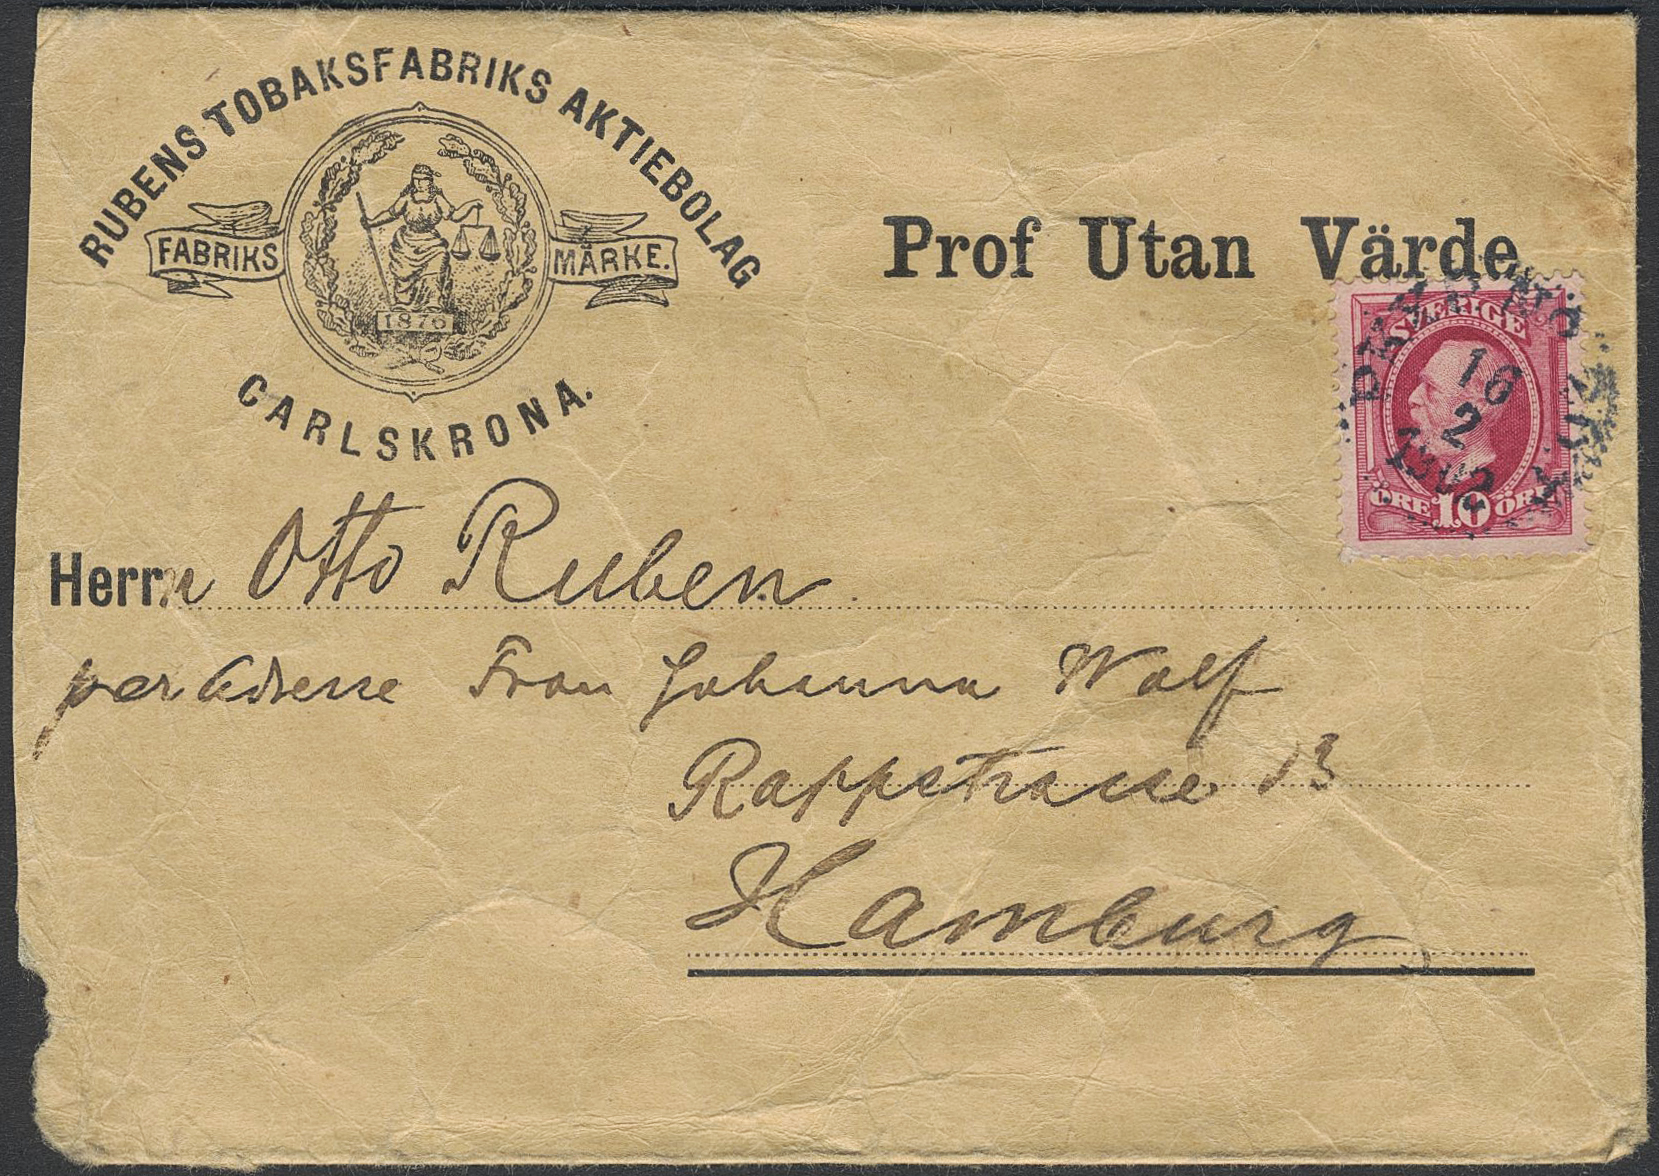 RUBENS TOBAKSFABRIKS AKTIEBOLAG
FABRIKS MÄRKE.
1876
CARLSKRONA.
Prof Utan Värde
SVERIGE
16
2
1902
ÖRE 10 ÖRE
Herrn Otto Ruben
per Adresse Frau Johanna Wolf
Rappstrasse 13
Hamburg